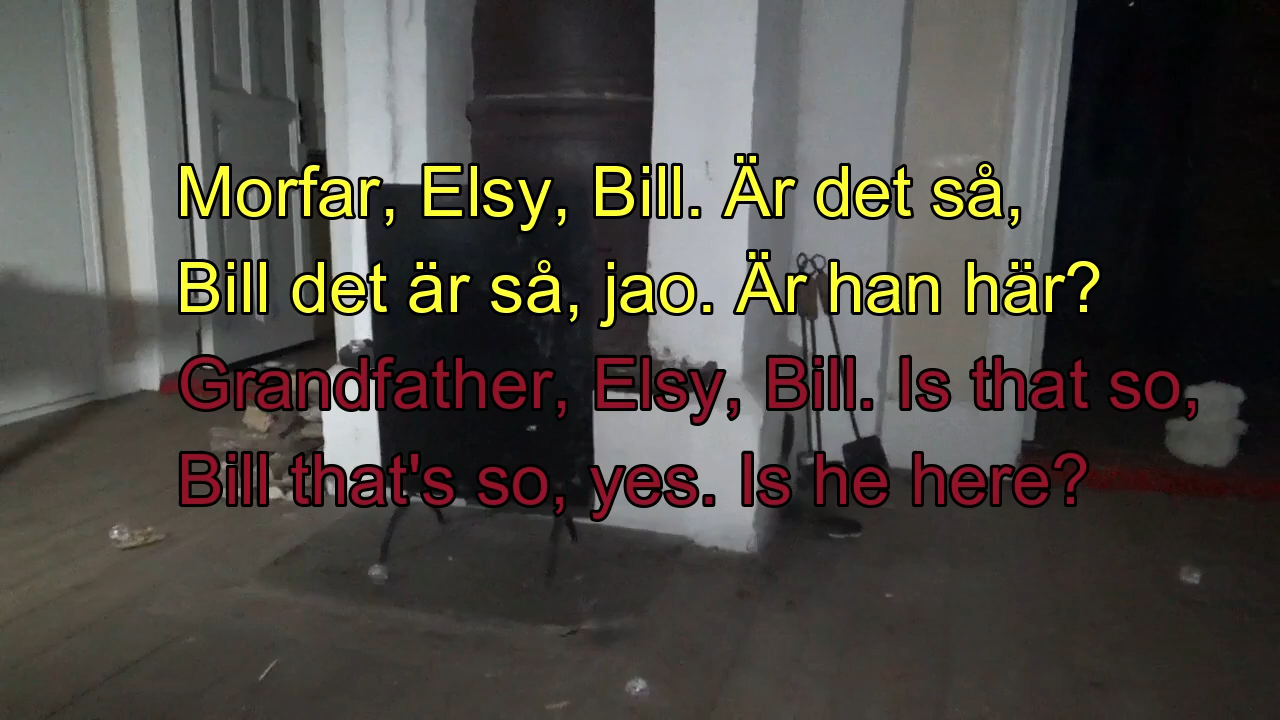 Morfar, Elsy, Bill. Är det så,
Bill det är så, jao. Är han här?
Grandfather, Elsy, Bill. Is that so,
Bill that's so, yes. Is he here?